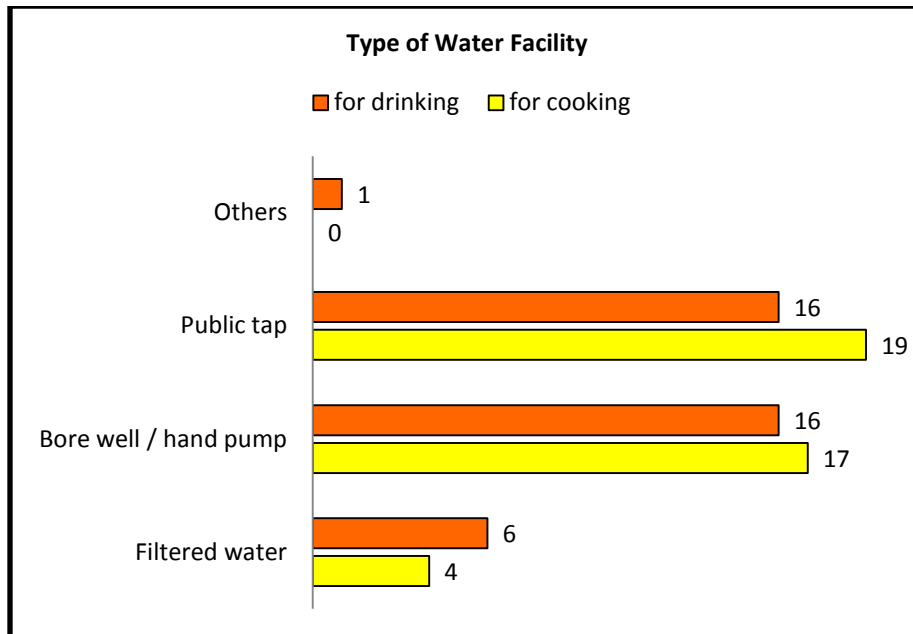 Type of Water Facility
for drinking for cooking
Others
1
0
Public tap
16
19
Bore well / hand pump
16
17
Filtered water
6
4